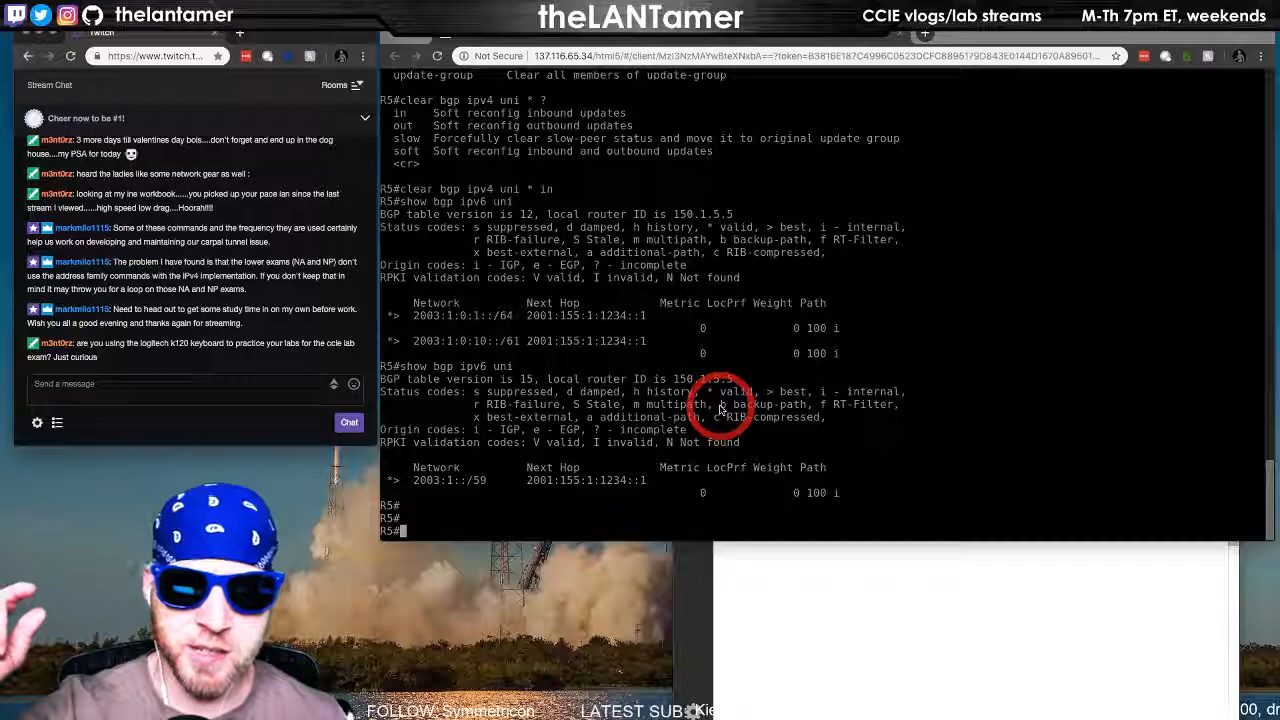 thelantamer
theLANTamer
CCIE vlogs/lab streams
M-Th 7pm ET, weekends
Twitch
https://www.twitch.t...
Not Secure
Stream Chat
Rooms
Cheer now to be #1!
m3nt0rz: 3 more days till valentines day bois....don't forget and end up in the dog
house....my PSA for today
m3nt0rz: heard the ladies like some network gear as well :
m3nt0rz: looking at my ine workbook......you picked up your pace lan since the last
stream I viewed......high speed low drag....Hoorah!!!!
markmilo1115: Some of these commands and the frequency they are used certainly
help us work on developing and maintaining our carpal tunnel issue.
markmilo1115: The problem I have found is that the lower exams (NA and NP) don't
use the address family commands with the IPv4 implementation. If you don't keep that in
mind it may throw you for a loop on those NA and NP exams.
markmilo1115: Need to head out to get some study time in on my own before work.
Wish you all a good evening and thanks again for streaming.
m3nt0rz: are you using the logitech k120 keyboard to practice your labs for the ccie lab
exam? Just curious
Send a message
Chat
update-group Clear all members of update-group
R5#clear bgp ipv4 uni * ?
in Soft reconfig inbound updates
out Soft reconfig outbound updates
slow Forcefully clear slow-peer status and move it to original update group
soft Soft reconfig inbound and outbound updates
<cr>
R5#clear bgp ipv4 uni * in
R5#show bgp ipv6 uni
BGP table version is 12, local router ID is 150.1.5.5
Status codes: s suppressed, d damped, h history, * valid, > best, i - internal,
r RIB-failure, S Stale, m multipath, b backup-path, f RT-Filter,
x best-external, a additional-path, c RIB-compressed,
Origin codes: i - IGP, e - EGP, ? - incomplete
RPKI validation codes: V valid, I invalid, N Not found
Network Next Hop Metric LocPrf Weight Path
*> 2003:1:0:1::/64 2001:155:1:1234::1
0 0 100 i
*> 2003:1:0:10::/61 2001:155:1:1234::1
0 0 100 i
R5#show bgp ipv6 uni
BGP table version is 15, local router ID is 150.1.5.5
Status codes: s suppressed, d damped, h history, * valid, > best, i - internal,
r RIB-failure, S Stale, m multipath, b backup-path, f RT-Filter,
x best-external, a additional-path, c RIB-compressed,
Origin codes: i - IGP, e - EGP, ? - incomplete
RPKI validation codes: V valid, I invalid, N Not found
Network Next Hop Metric LocPrf Weight Path
*> 2003:1::/59 2001:155:1:1234::1
0 0 100 i
R5#
R5#
R5#
FOLLOW: Symmetricon
LATEST SUB: